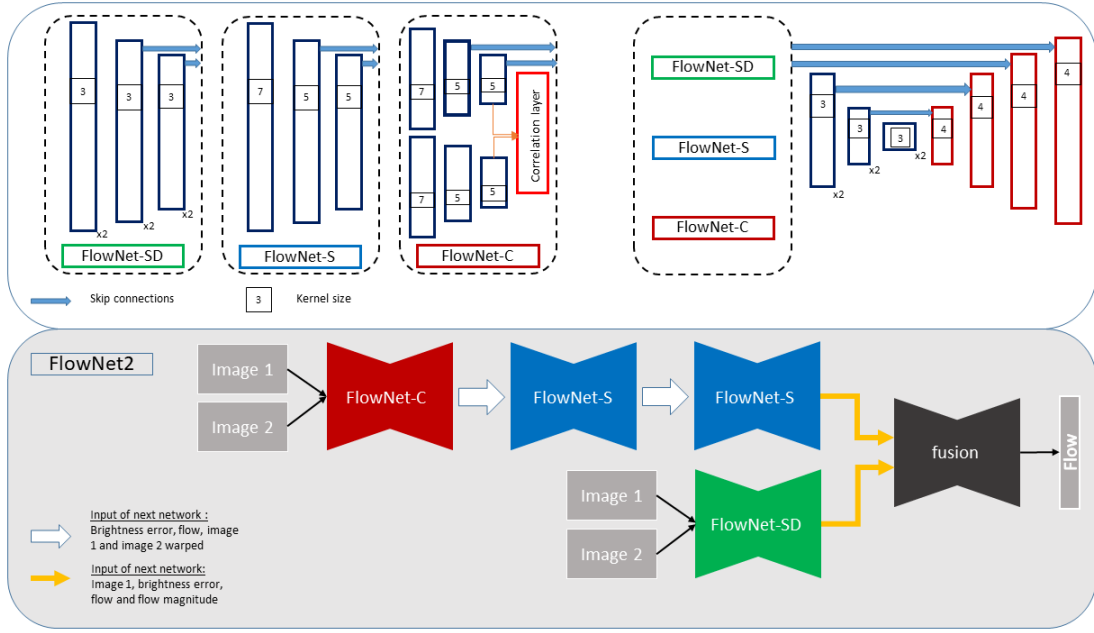 3
3
3
x2
x2
x2
FlowNet-SD
7
5
5
FlowNet-S
7
5
5
7
5
5
Correlation layer
FlowNet-C
FlowNet-SD
FlowNet-S
FlowNet-C
3
x2
3
x2
3
x2
4
4
4
4
Skip connections
3
Kernel size
FlowNet2
Image 1
Image 2
FlowNet-C
FlowNet-S
FlowNet-S
Image 1
Image 2
FlowNet-SD
fusion
Flow
Input of next network :
Brightness error, flow, image
1 and image 2 warped
Input of next network:
Image 1, brightness error,
flow and flow magnitude